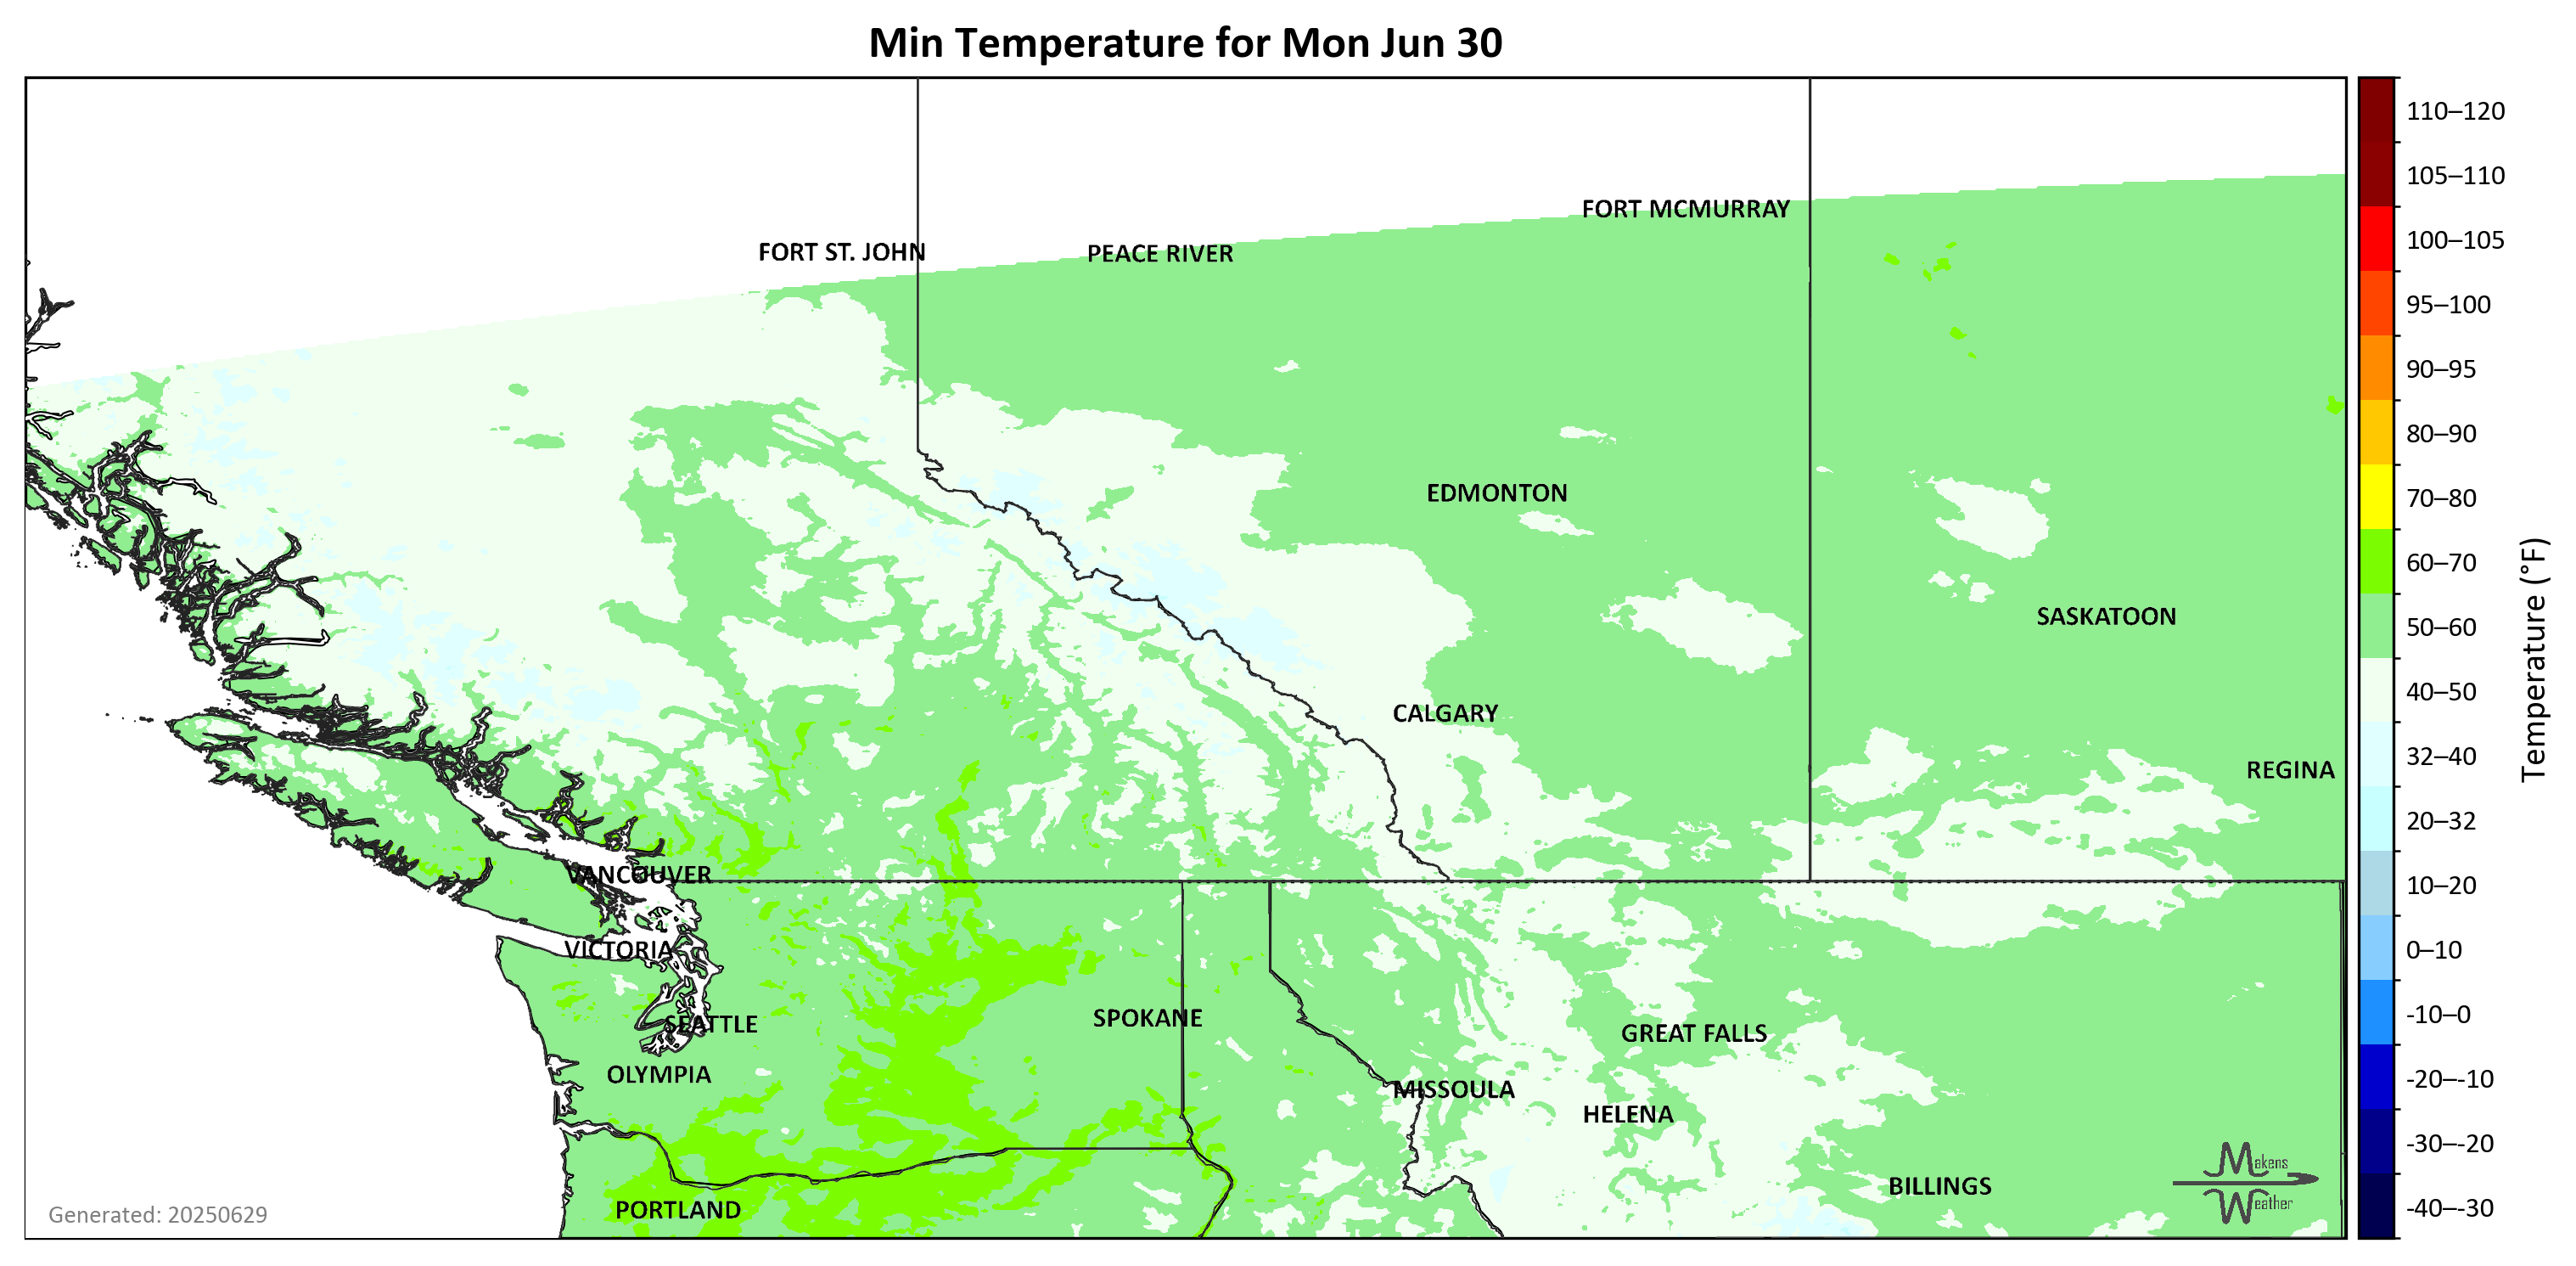 Min Temperature for Mon Jun 30
110–120
105–110
FORT MCMURRAY
100–105
FORT ST. JOHN
PEACE RIVER
95–100
90–95
80–90
EDMONTON
70–80
60–70
SASKATOON
50–60
Temperature (°F)
40–50
CALGARY
32–40
REGINA
20–32
VANCOUVER
10–20
VICTORIA
0–10
SEATTLE
SPOKANE
-10–0
GREAT FALLS
OLYMPIA
-20–-10
MISSOULA
HELENA
-30–-20
Makens
Weather
BILLINGS
PORTLAND
-40–-30
Generated: 20250629